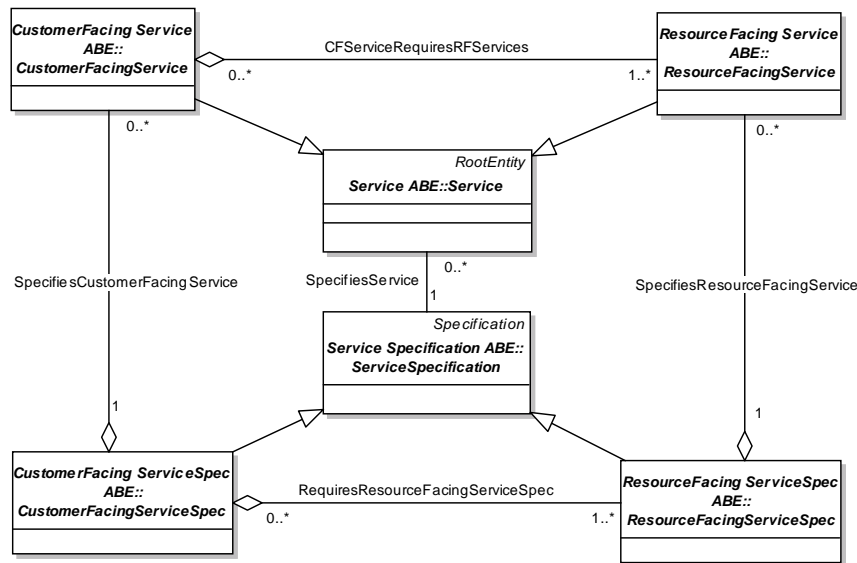 CustomerFacing Service
ABE::
CustomerFacingService
CFServiceRequiresRFServices
0..*
1..*
ResourceFacing Service
ABE::
ResourceFacingService
0..*
0..*
RootEntity
Service ABE::Service
0..*
SpecifiesService
1
SpecifiesCustomerFacingService
SpecifiesResourceFacingService
Specification
Service Specification ABE::
ServiceSpecification
1
1
CustomerFacing ServiceSpec
ABE::
CustomerFacingServiceSpec
RequiresResourceFacingServiceSpec
0..*
1..*
ResourceFacing ServiceSpec
ABE::
ResourceFacingServiceSpec